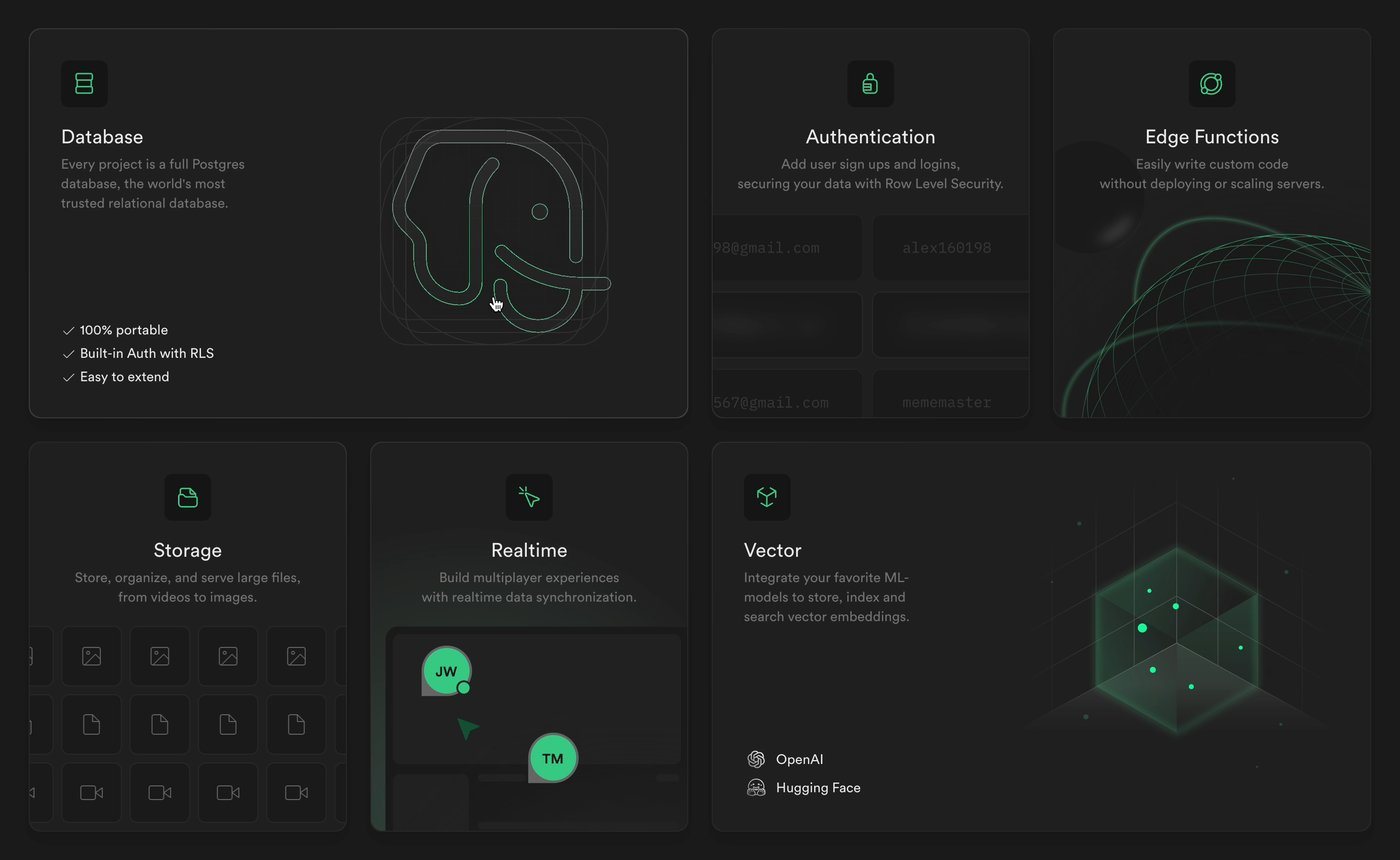 Database
Every project is a full Postgres
database, the world's most
trusted relational database.
100% portable
Built-in Auth with RLS
Easy to extend
Authentication
Add user sign ups and logins,
securing your data with Row Level Security.
98@gmail.com
alex160198
567@gmail.com
mememaster
Edge Functions
Easily write custom code
without deploying or scaling servers.
Storage
Store, organize, and serve large files,
from videos to images.
Realtime
Build multiplayer experiences
with realtime data synchronization.
JW
TM
Vector
Integrate your favorite ML-
models to store, index and
search vector embeddings.
OpenAI
Hugging Face